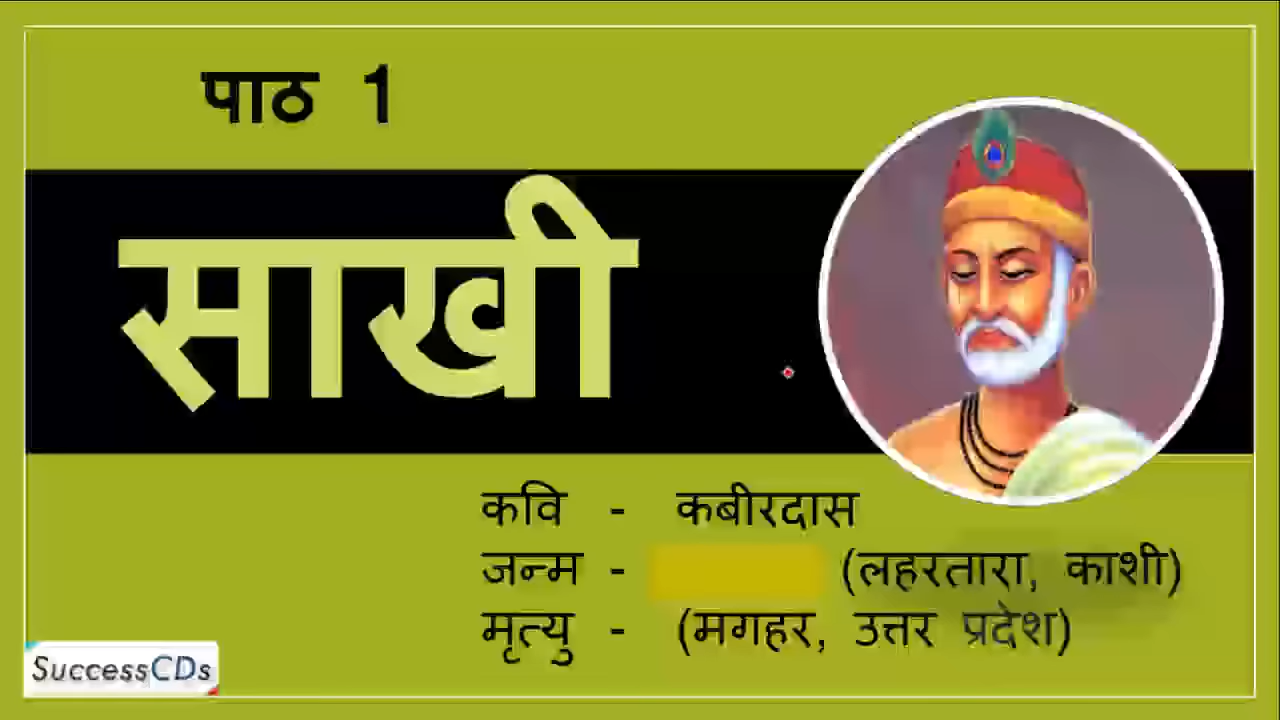 पाठ 1
साखी
कवि - कबीरदास
जन्म - (लहरतारा, काशी)
मृत्यु - (मगहर, उत्तर प्रदेश)
SuccessCDs